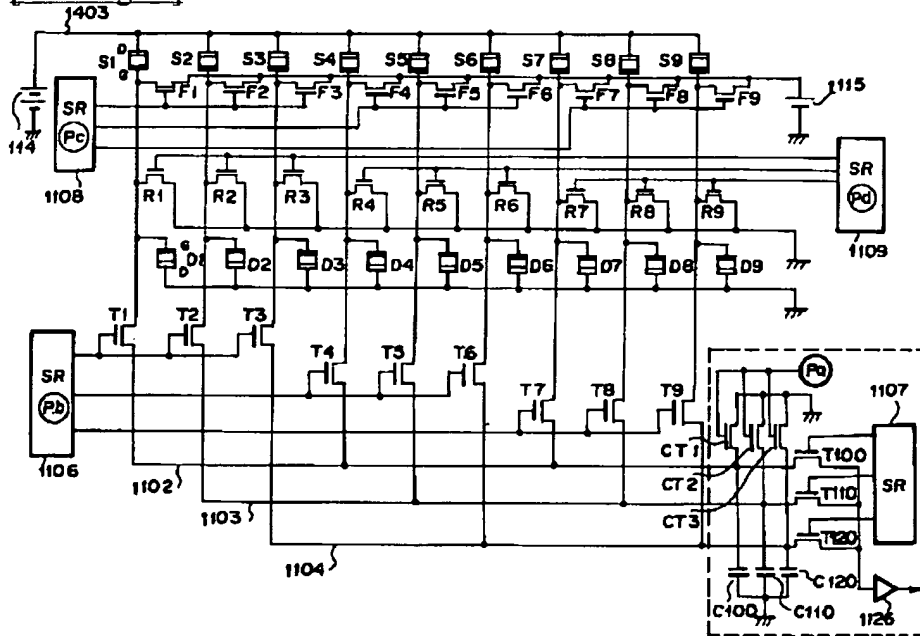 1403
S1 D G S2 S3 S4 S5 S6 S7 S8 S9
114
SR Pc
1108
F1 F2 F3 F4 F5 F6 F7 F8 F9
1115
R1 R2 R3 R4 R5 R6 R7 R8 R9
SR Pd
1109
G D D2 D3 D4 D5 D6 D7 D8 D9
T1 T2 T3
T4 T5 T6
T7 T8 T9
SR Pb
1106
Pa
1107
CT1
CT2
CT3
T100
T110
T120
SR
1102
1103
1104
C100 C110 C120
1126